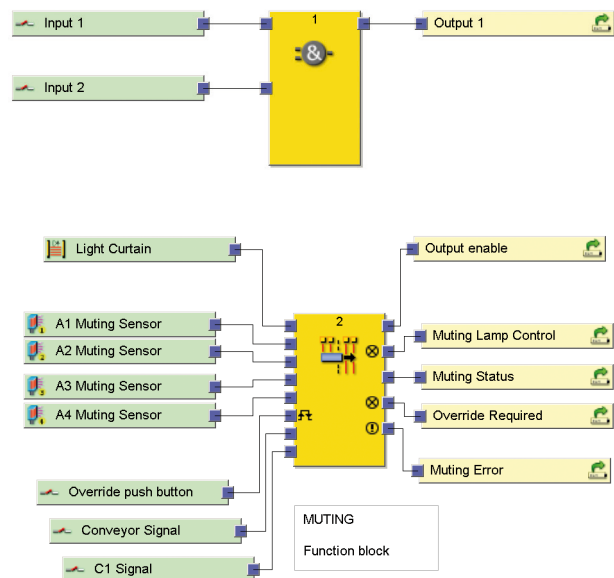 Input 1
1
Output 1
&
Input 2
Light Curtain
Output enable
2
A1 Muting Sensor
Muting Lamp Control
A2 Muting Sensor
Muting Status
A3 Muting Sensor
A4 Muting Sensor
Override Required
Muting Error
Override push button
Conveyor Signal
C1 Signal
MUTING
Function block